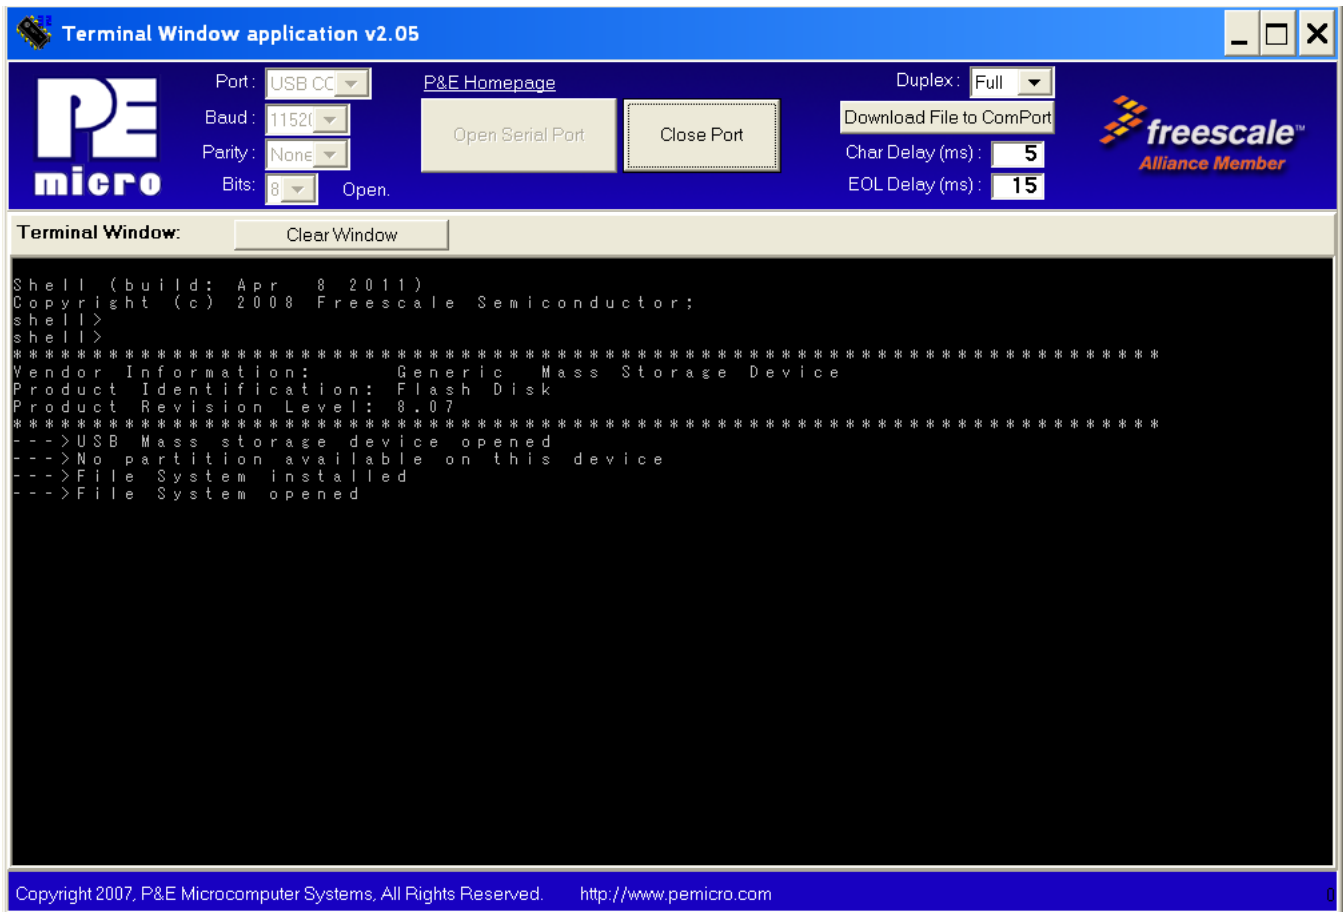 Terminal Window application v2.05
PE
micro
Port: USB CC
Baud: 11520
Parity: None
Bits: 8
Open.
P&E Homepage
Open Serial Port
Close Port
Duplex: Full
Download File to ComPort
Char Delay (ms): 5
EOL Delay (ms): 15
freescale™
Alliance Member
Terminal Window:
Clear Window
Shell (build: Apr  8 2011)
Copyright (c) 2008 Freescale Semiconductor;
shell>
shell>
************************************************************************
Vendor Information:     Generic  Mass Storage Device
Product Identification: Flash Disk
Product Revision Level: 8.07
************************************************************************
--->USB Mass storage device opened
--->No partition available on this device
--->File System installed
--->File System opened
Copyright 2007, P&E Microcomputer Systems, All Rights Reserved.
http://www.pemicro.com
0